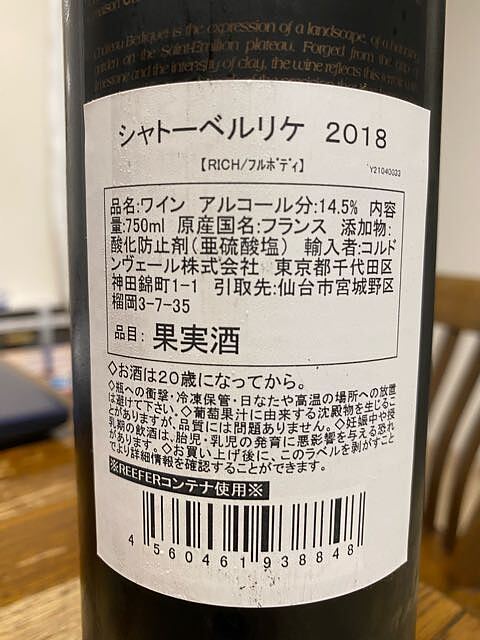 Château Berliquet is the expression of a landscape, of a hanging
garden on the Saint-Emilion plateau. Forged from the
limestone and the intensity of clay, the wine reflects this
シャトーベルリケ 2018
【RICH/フルボディ】
Y21040033
品名:ワイン アルコール分:14.5% 内容
量:750ml 原産国名:フランス 添加物:
酸化防止剤(亜硫酸塩) 輸入者:コルド
ンヴェール株式会社 東京都千代田区
神田錦町1-1 引取先:仙台市宮城野区
榴岡3-7-35
品目: 果実酒
◇お酒は20歳になってから。
◇瓶への衝撃・冷凍保管・日なたや高温の場所への放置
は避けて下さい。◇葡萄果汁に由来する沈殿物を生じるこ
とがありますが、品質には問題ありません。◇妊娠中や授
乳期の飲酒は、胎児・乳児の発育に悪影響を与える恐れ
があります。◇お買い上げ後に、このラベルを剥がすこと
でより詳細情報を確認することができます。
※REEFERコンテナ使用※
4 560461 938848